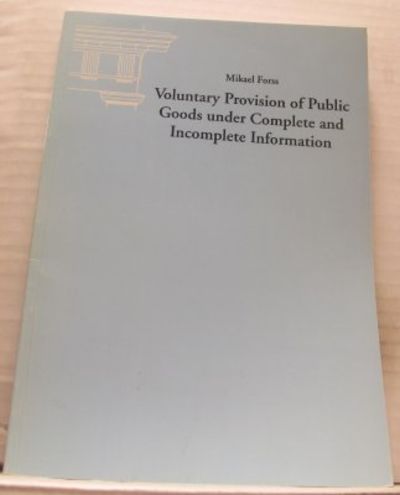 Mikael Forss
Voluntary Provision of Public
Goods under Complete and
Incomplete Information